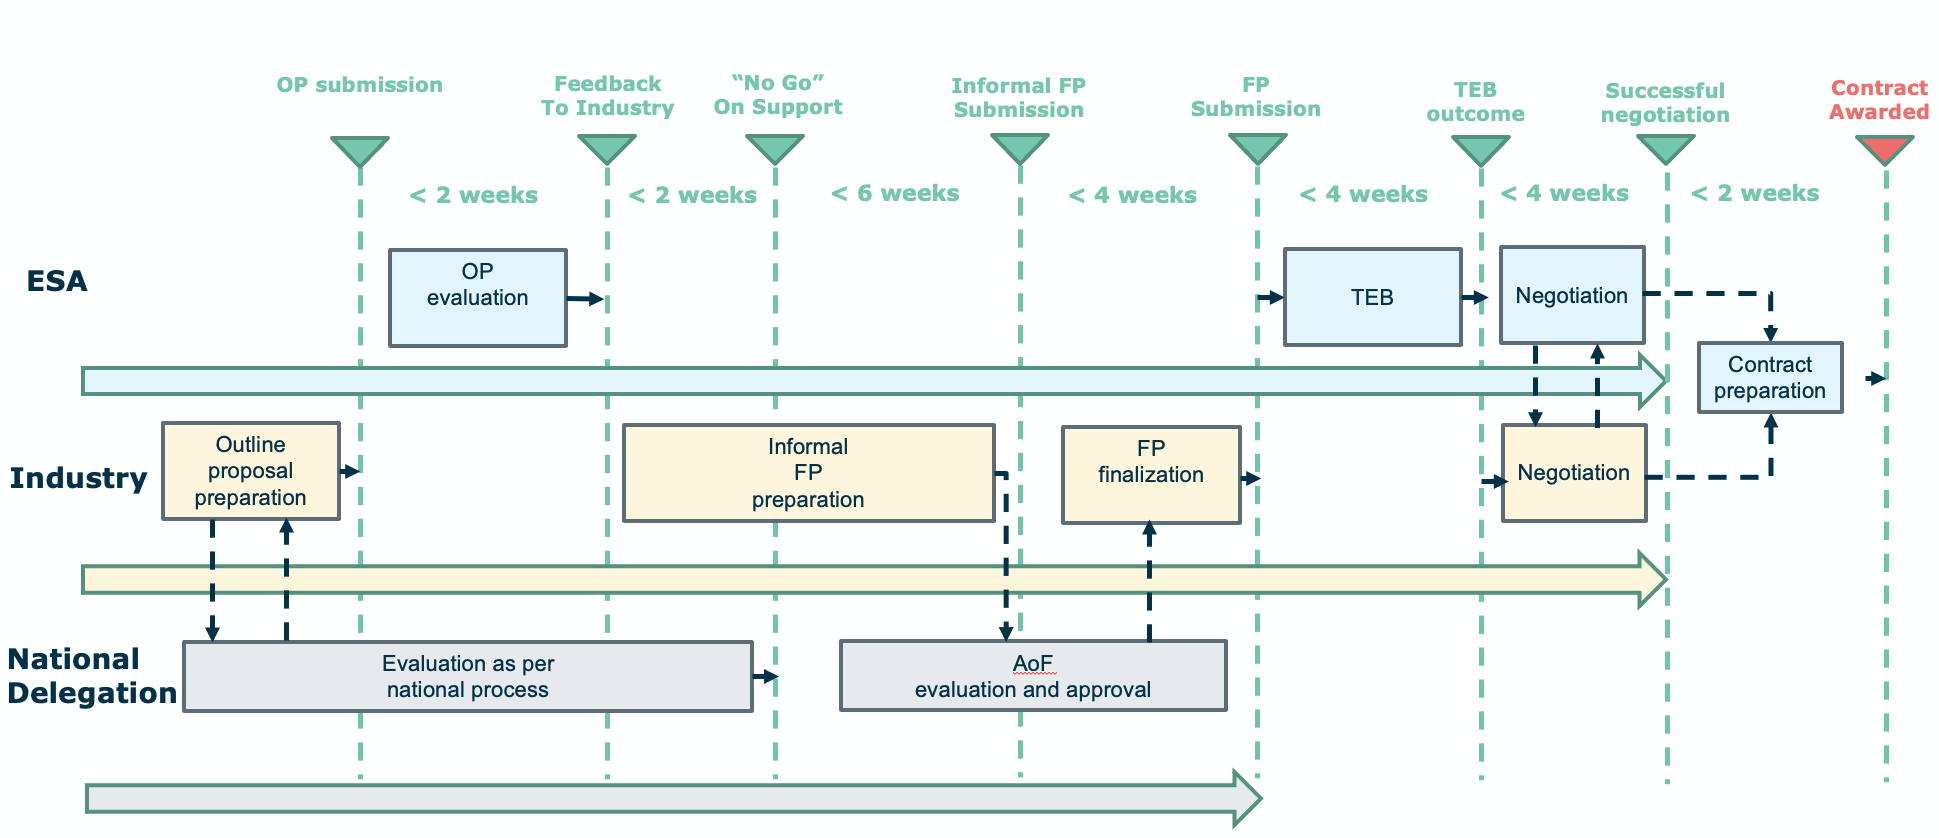 OP submission
Feedback
To Industry
“No Go”
On Support
Informal FP
Submission
FP
Submission
TEB
outcome
Successful
negotiation
Contract
Awarded
< 2 weeks
< 2 weeks
< 6 weeks
< 4 weeks
< 4 weeks
< 4 weeks
< 2 weeks
ESA
OP
evaluation
TEB
Negotiation
Contract
preparation
Industry
Outline
proposal
preparation
Informal
FP
preparation
FP
finalization
Negotiation
National
Delegation
Evaluation as per
national process
AoF
evaluation and approval